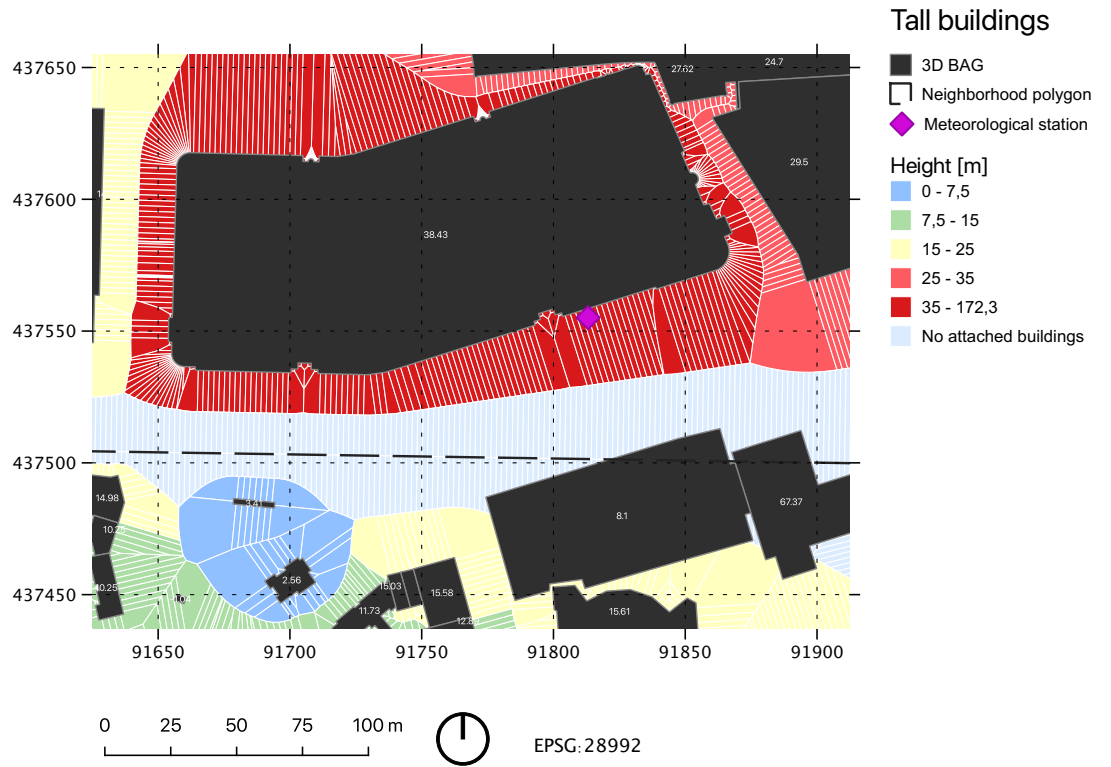 Tall buildings
3D BAG
Neighborhood polygon
Meteorological station
Height [m]
0 - 7,5
7,5 - 15
15 - 25
25 - 35
35 - 172,3
No attached buildings
437650
437600
437550
437500
437450
27.62
24.7
29.5
38.43
14.98
3.41
8.1
67.37
10.25
2.56
15.03
15.58
11.73
15.61
91650
91700
91750
91800
91850
91900
0 25 50 75 100 m
EPSG:28992